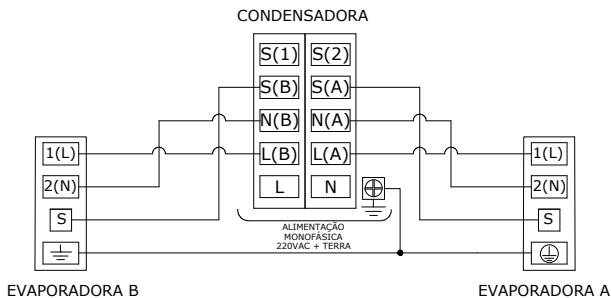 CONDENSADORA
S(1) S(2)
S(B) S(A)
N(B) N(A)
L(B) L(A)
L N
1(L)
2(N)
S
1(L)
2(N)
S
ALIMENTAÇÃO
MONOFÁSICA
220VAC + TERRA
EVAPORADORA B
EVAPORADORA A